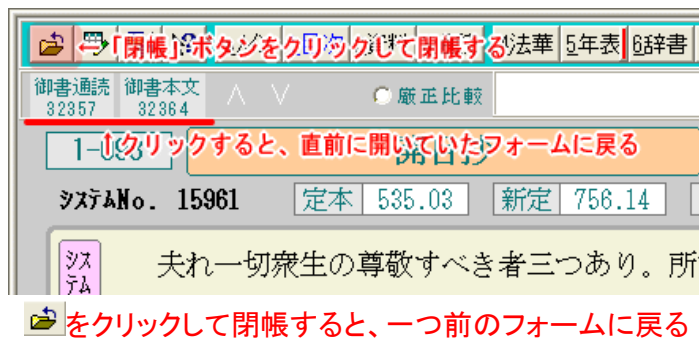 ←「閉帳」ボタンをクリックして閉帳する法華 5年表 6辞書
御書通読 御書本文 ∧ ∨ 厳正比較
32357 32364
↑クリックすると、直前に開いていたフォームに戻る
システムNo. 15961 定本 535.03 新定 756.14
システム 夫れ一切衆生の尊敬すべき者三つあり。所
をクリックして閉帳すると、一つ前のフォームに戻る